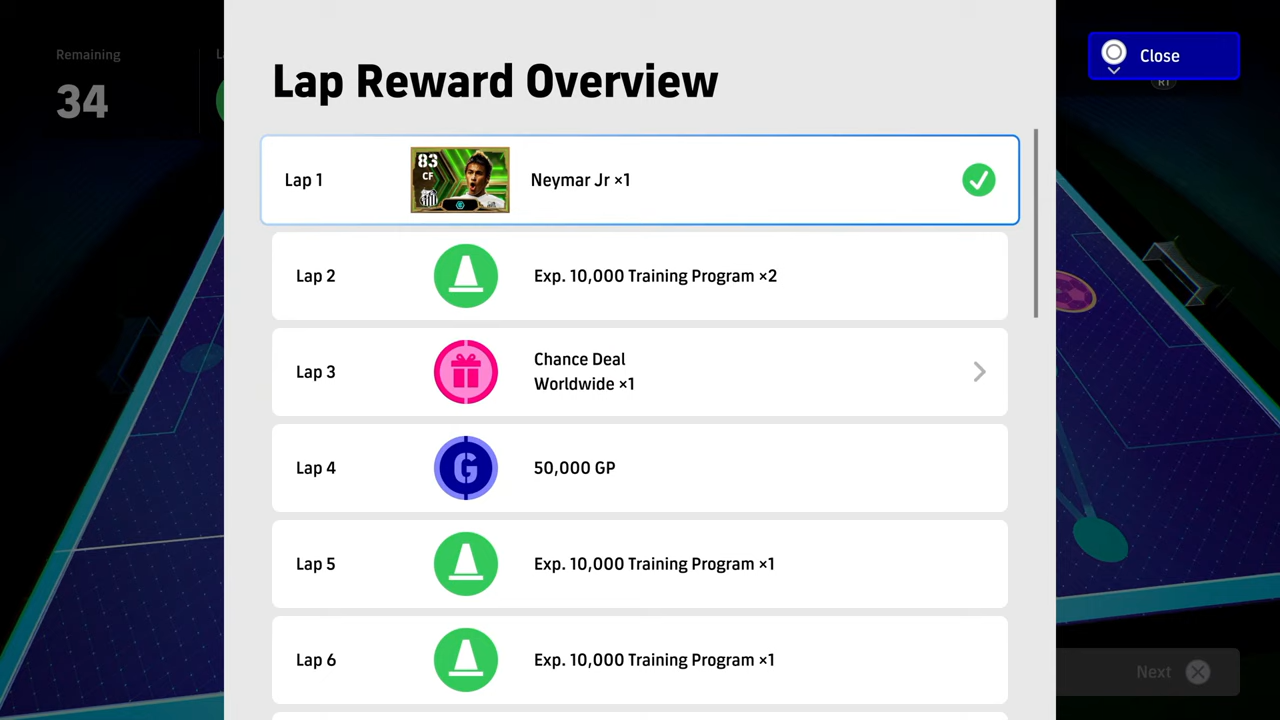 Remaining
34
Lap Reward Overview
Close
Lap 1
83
CF
Neymar Jr ×1
Lap 2
Exp. 10,000 Training Program ×2
Lap 3
Chance Deal
Worldwide ×1
Lap 4
G
50,000 GP
Lap 5
Exp. 10,000 Training Program ×1
Lap 6
Exp. 10,000 Training Program ×1
Next